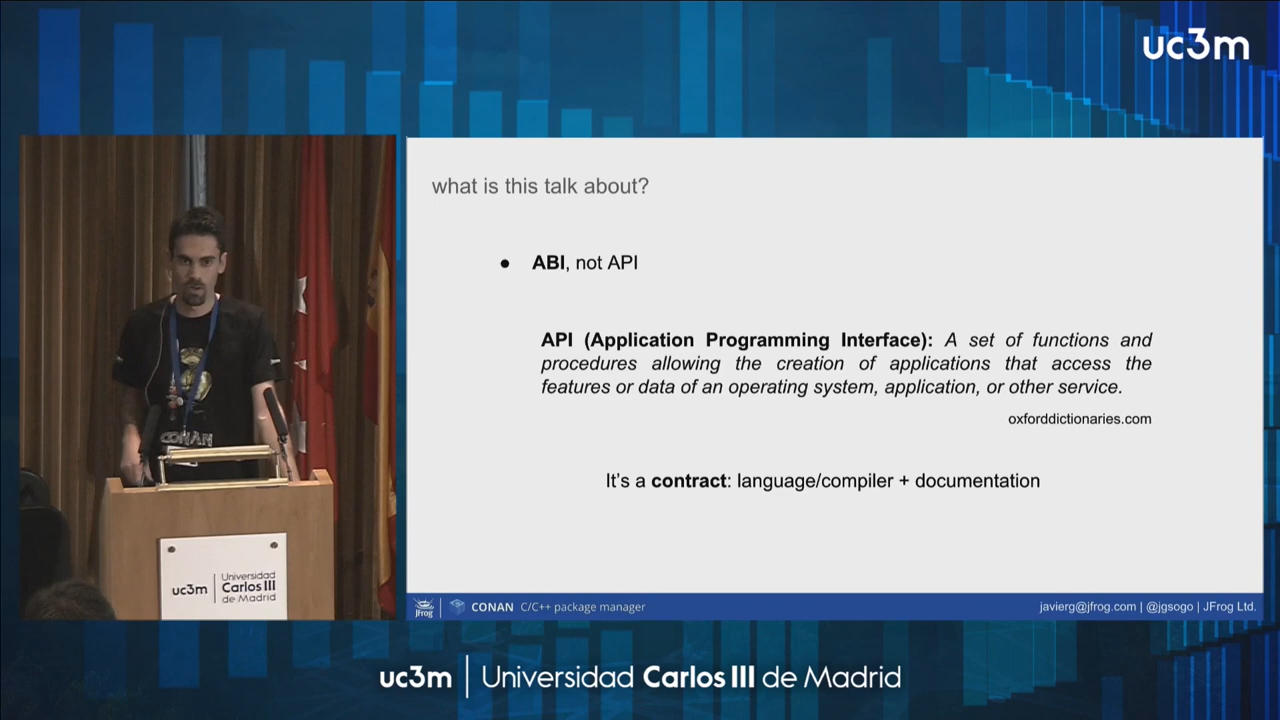 uc3m
what is this talk about?
● ABI, not API
API (Application Programming Interface): A set of functions and
procedures allowing the creation of applications that access the
features or data of an operating system, application, or other service.
oxforddictionaries.com
It's a contract: language/compiler + documentation
CONAN
uc3m | Universidad
Carlos III
de Madrid
JFrog | CONAN C/C++ package manager
javierg@jfrog.com | @jgsogo | JFrog Ltd.
uc3m | Universidad Carlos III de Madrid